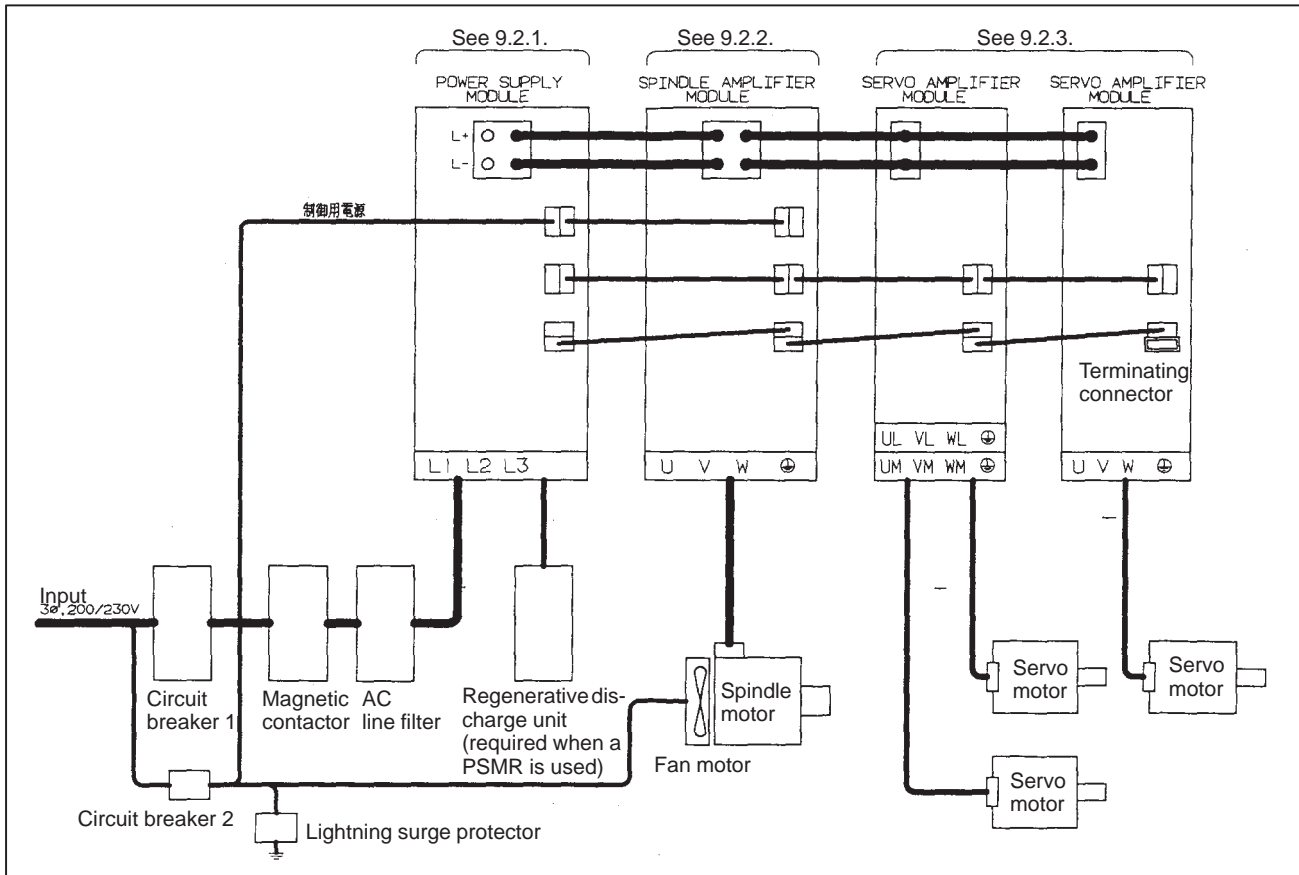 See 9.2.1.
See 9.2.2.
See 9.2.3.
POWER SUPPLY
MODULE
SPINDLE AMPLIFIER
MODULE
SERVO AMPLIFIER
MODULE
SERVO AMPLIFIER
MODULE
L+
L-
制御用電源
Terminating
connector
L1 L2 L3
U V W
UL VL WL
UM VM WM
U V W
Input
3ø,200/230V
Circuit
breaker 1
Magnetic
contactor
AC
line filter
Regenerative dis-
charge unit
(required when a
PSMR is used)
Fan motor
Spindle
motor
Servo
motor
Servo
motor
Servo
motor
Circuit breaker 2
Lightning surge protector